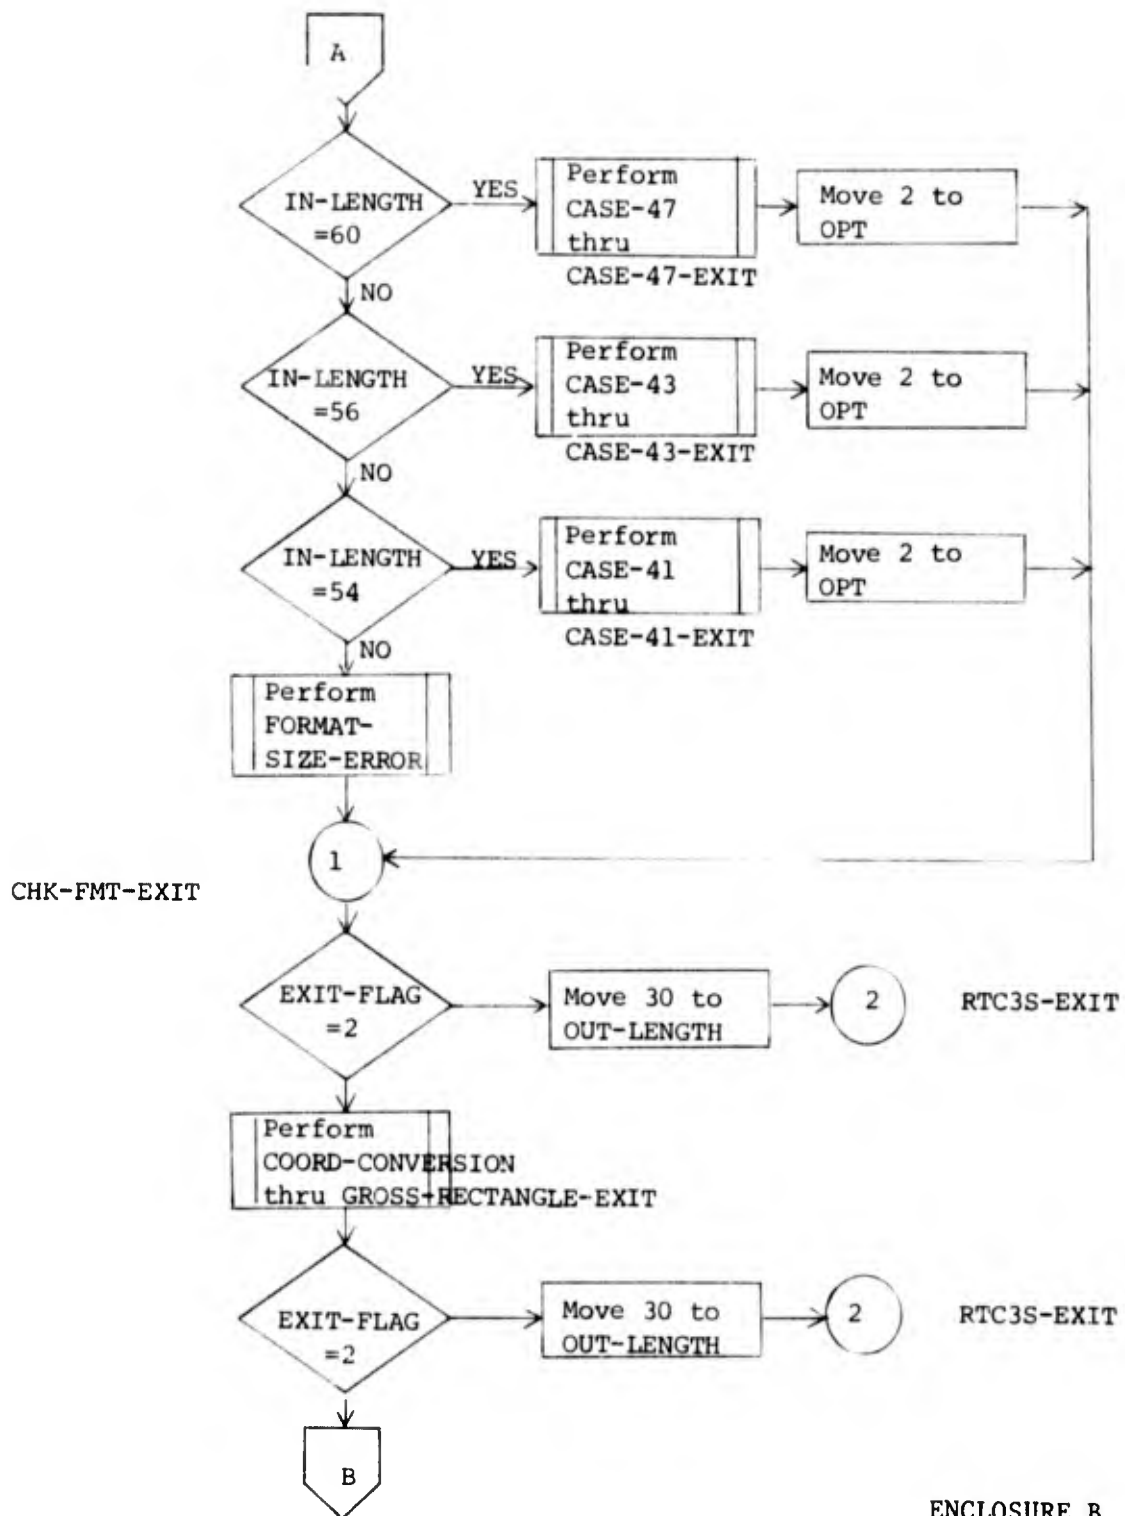 A
IN-LENGTH
=60
YES
Perform
CASE-47
thru
CASE-47-EXIT
Move 2 to
OPT
NO
IN-LENGTH
=56
YES
Perform
CASE-43
thru
CASE-43-EXIT
Move 2 to
OPT
NO
IN-LENGTH
=54
YES
Perform
CASE-41
thru
CASE-41-EXIT
Move 2 to
OPT
NO
Perform
FORMAT-
SIZE-ERROR
1
CHK-FMT-EXIT
EXIT-FLAG
=2
Move 30 to
OUT-LENGTH
2
RTC3S-EXIT
Perform
COORD-CONVERSION
thru GROSS-RECTANGLE-EXIT
EXIT-FLAG
=2
Move 30 to
OUT-LENGTH
2
RTC3S-EXIT
B
ENCLOSURE B